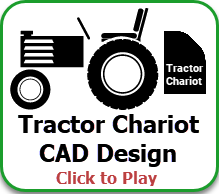 Tractor
Chariot
Tractor Chariot
CAD Design
Click to Play